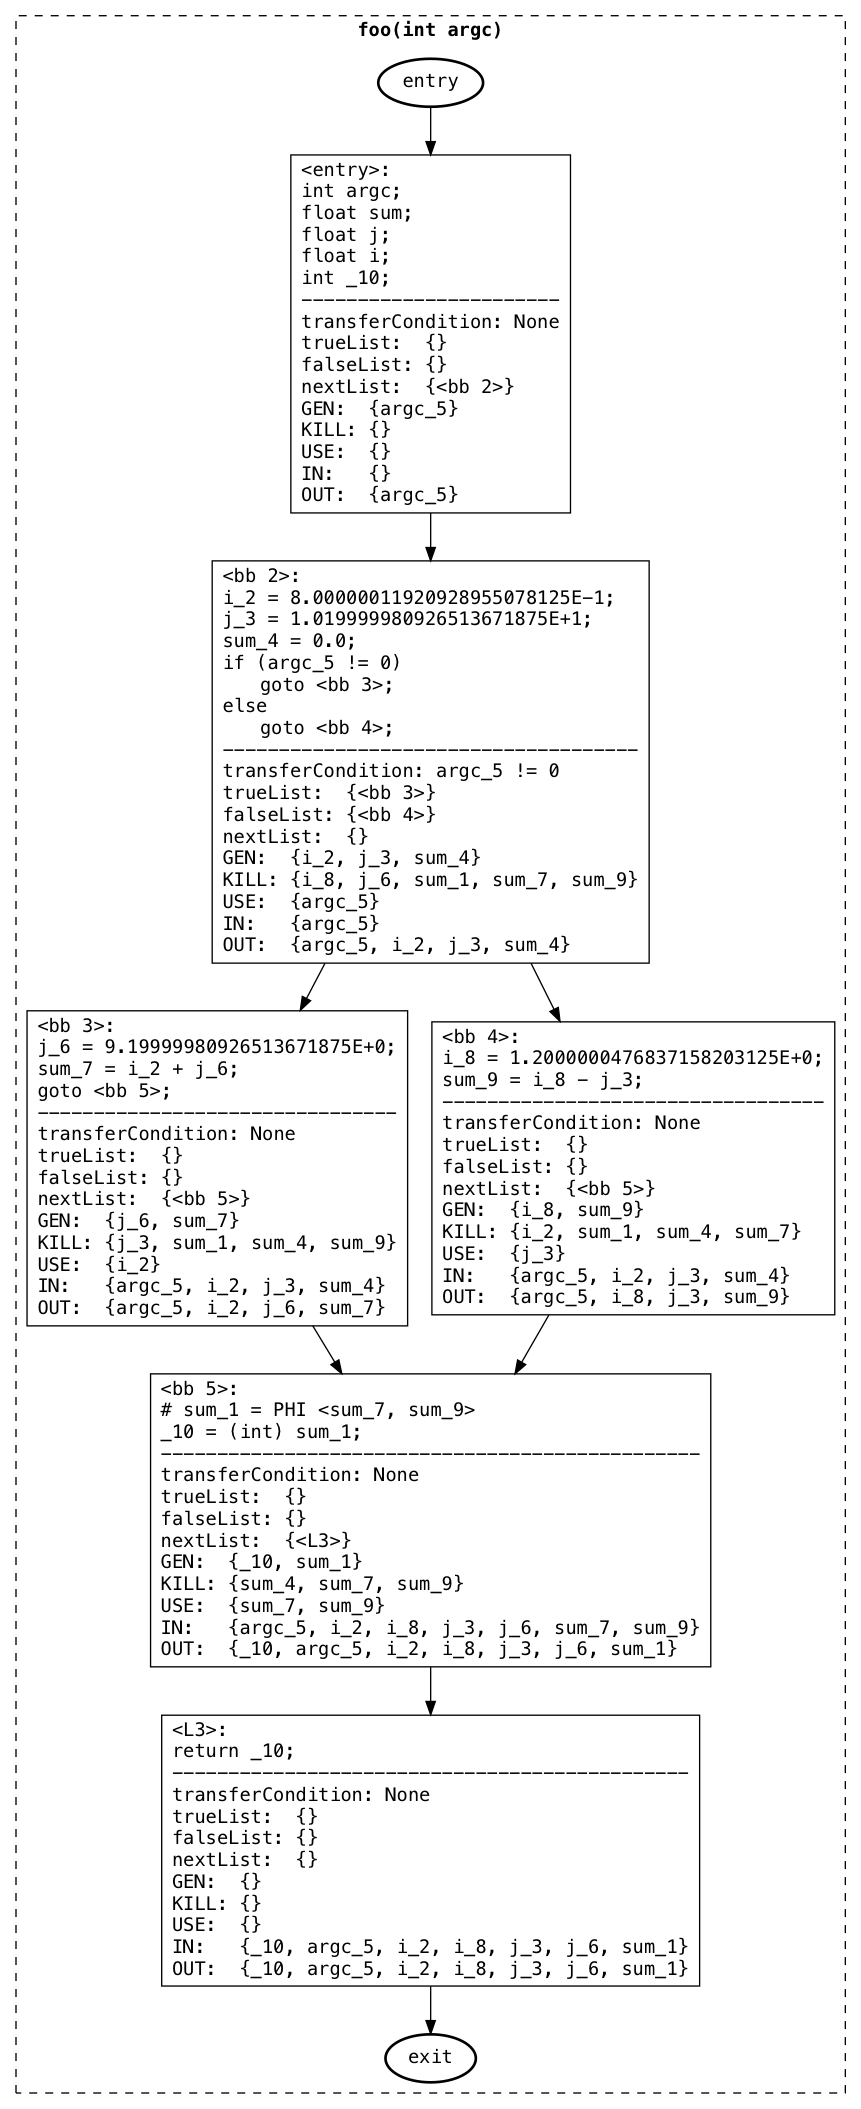 foo(int argc)
entry
<entry>:
int argc;
float sum;
float j;
float i;
int _10;
-----------------------
transferCondition: None
trueList:  {}
falseList: {}
nextList:  {<bb 2>}
GEN:  {argc_5}
KILL: {}
USE:  {}
IN:   {}
OUT:  {argc_5}
<bb 2>:
i_2 = 8.00000011920928955078125E-1;
j_3 = 1.019999980926513671875E+1;
sum_4 = 0.0;
if (argc_5 != 0)
goto <bb 3>;
else
goto <bb 4>;
-------------------------------------
transferCondition: argc_5 != 0
trueList:  {<bb 3>}
falseList: {<bb 4>}
nextList:  {}
GEN:  {i_2, j_3, sum_4}
KILL: {i_8, j_6, sum_1, sum_7, sum_9}
USE:  {argc_5}
IN:   {argc_5}
OUT:  {argc_5, i_2, j_3, sum_4}
<bb 3>:
j_6 = 9.19999980926513671875E+0;
sum_7 = i_2 + j_6;
goto <bb 5>;
--------------------------------
transferCondition: None
trueList:  {}
falseList: {}
nextList:  {<bb 5>}
GEN:  {j_6, sum_7}
KILL: {j_3, sum_1, sum_4, sum_9}
USE:  {i_2}
IN:   {argc_5, i_2, j_3, sum_4}
OUT:  {argc_5, i_2, j_6, sum_7}
<bb 4>:
i_8 = 1.2000000476837158203125E+0;
sum_9 = i_8 - j_3;
----------------------------------
transferCondition: None
trueList:  {}
falseList: {}
nextList:  {<bb 5>}
GEN:  {i_8, sum_9}
KILL: {i_2, sum_1, sum_4, sum_7}
USE:  {j_3}
IN:   {argc_5, i_2, j_3, sum_4}
OUT:  {argc_5, i_8, j_3, sum_9}
<bb 5>:
# sum_1 = PHI <sum_7, sum_9>
_10 = (int) sum_1;
------------------------------------------------
transferCondition: None
trueList:  {}
falseList: {}
nextList:  {<L3>}
GEN:  {_10, sum_1}
KILL: {sum_4, sum_7, sum_9}
USE:  {sum_7, sum_9}
IN:   {argc_5, i_2, i_8, j_3, j_6, sum_7, sum_9}
OUT:  {_10, argc_5, i_2, i_8, j_3, j_6, sum_1}
<L3>:
return _10;
----------------------------------------------
transferCondition: None
trueList:  {}
falseList: {}
nextList:  {}
GEN:  {}
KILL: {}
USE:  {}
IN:   {_10, argc_5, i_2, i_8, j_3, j_6, sum_1}
OUT:  {_10, argc_5, i_2, i_8, j_3, j_6, sum_1}
exit